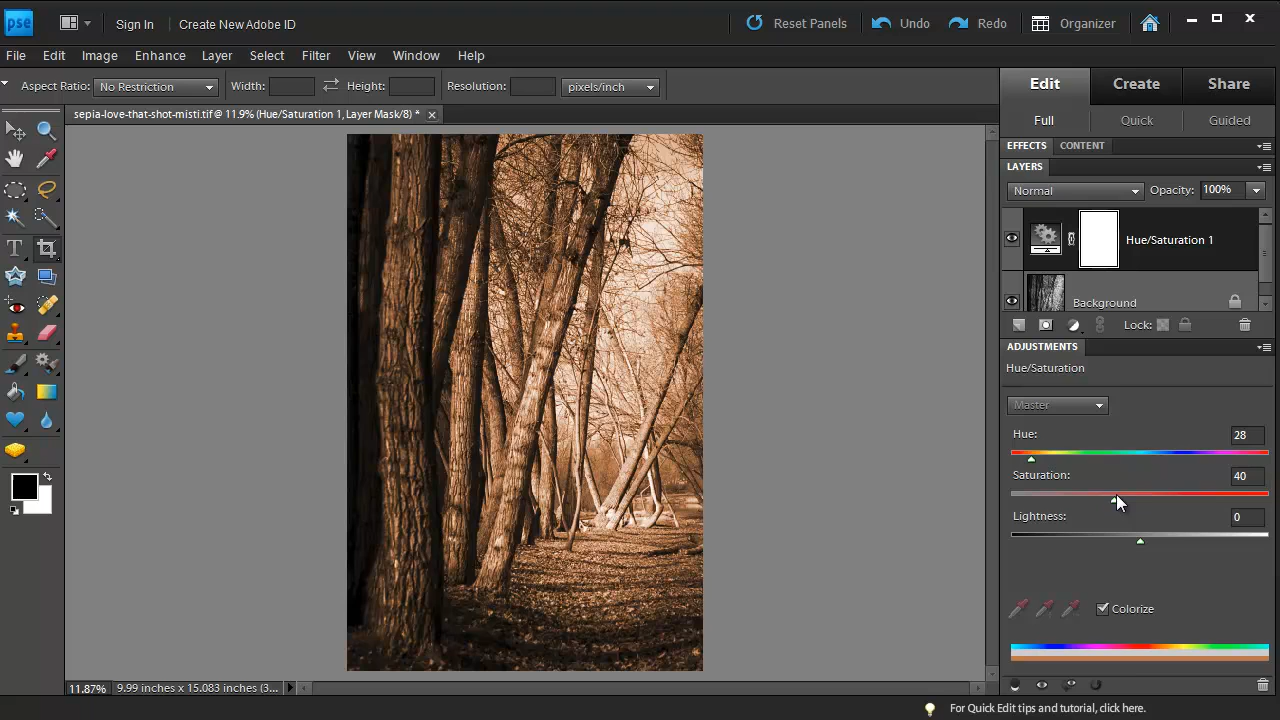 pse
Sign In
Create New Adobe ID
Reset Panels
Undo
Redo
Organizer
File Edit Image Enhance Layer Select Filter View Window Help
Aspect Ratio: No Restriction Width: Height: Resolution: pixels/inch
Edit Create Share
sepia-love-that-shot-misti.tif @ 11.9% (Hue/Saturation 1, Layer Mask/8) *
Full Quick Guided
EFFECTS CONTENT
LAYERS
Normal Opacity: 100%
Hue/Saturation 1
Background
Lock:
ADJUSTMENTS
Hue/Saturation
Master
Hue: 28
Saturation: 40
Lightness: 0
Colorize
11.87% 9.99 inches x 15.083 inches (3...
For Quick Edit tips and tutorial, click here.